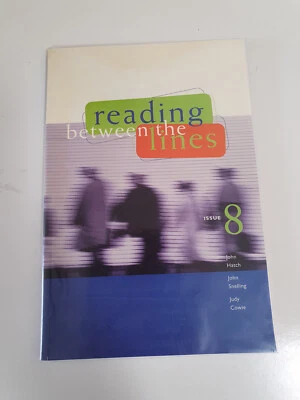 reading
between the
lines
ISSUE 8
John
Hatch
John
Snelling
Judy
Cowie